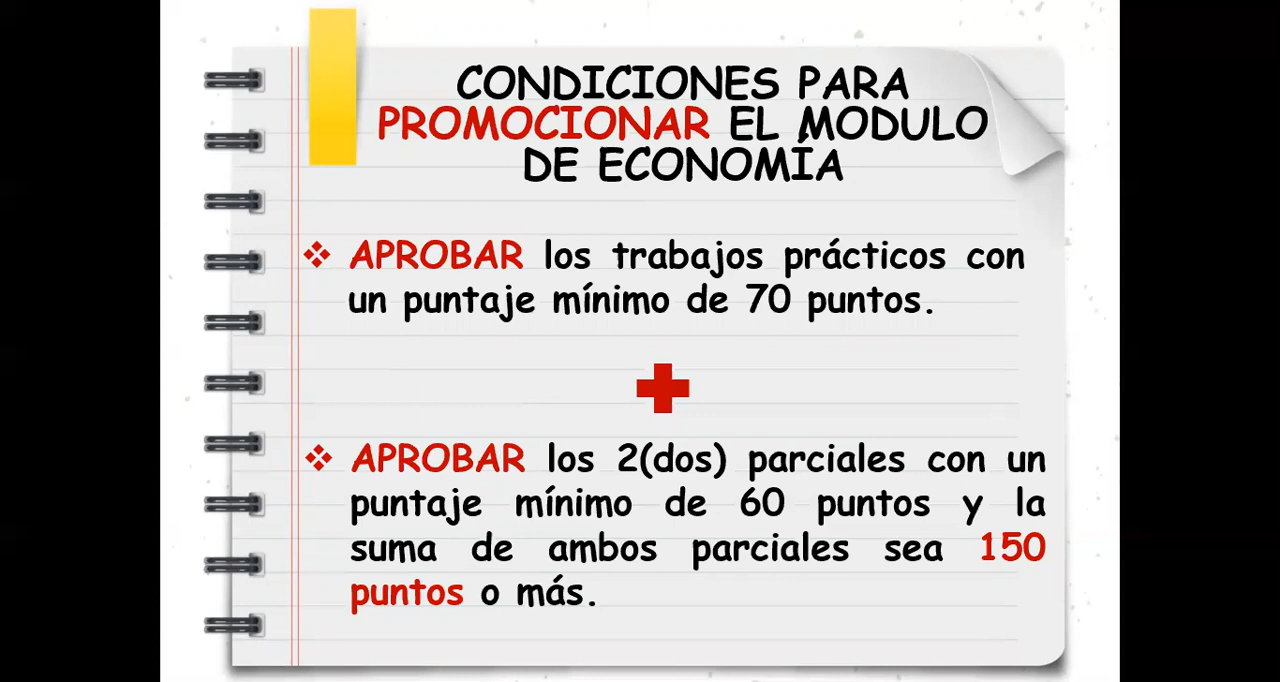 CONDICIONES PARA
PROMOCIONAR EL MODULO
DE ECONOMÍA
APROBAR los trabajos prácticos con
un puntaje mínimo de 70 puntos.
APROBAR los 2(dos) parciales con un
puntaje mínimo de 60 puntos y la
suma de ambos parciales sea 150
puntos o más.